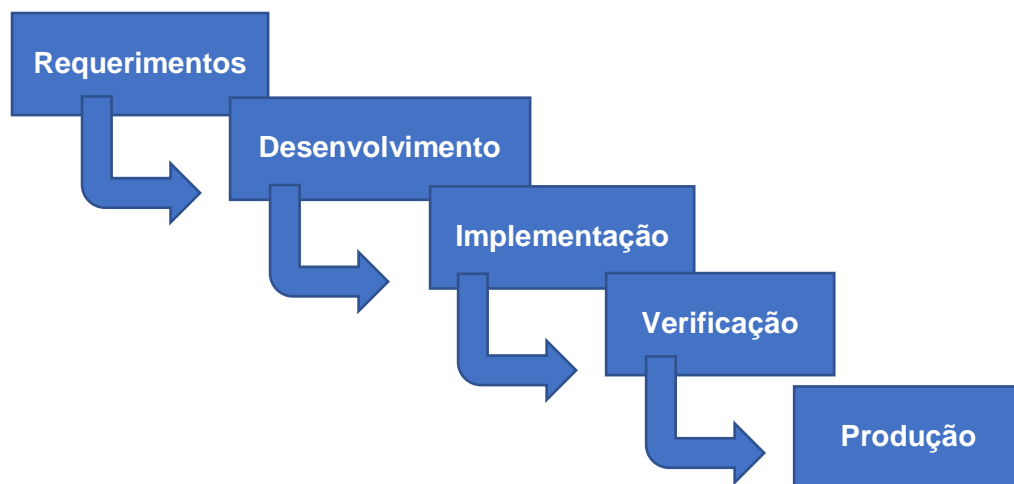 Requerimentos
Desenvolvimento
Implementação
Verificação
Produção